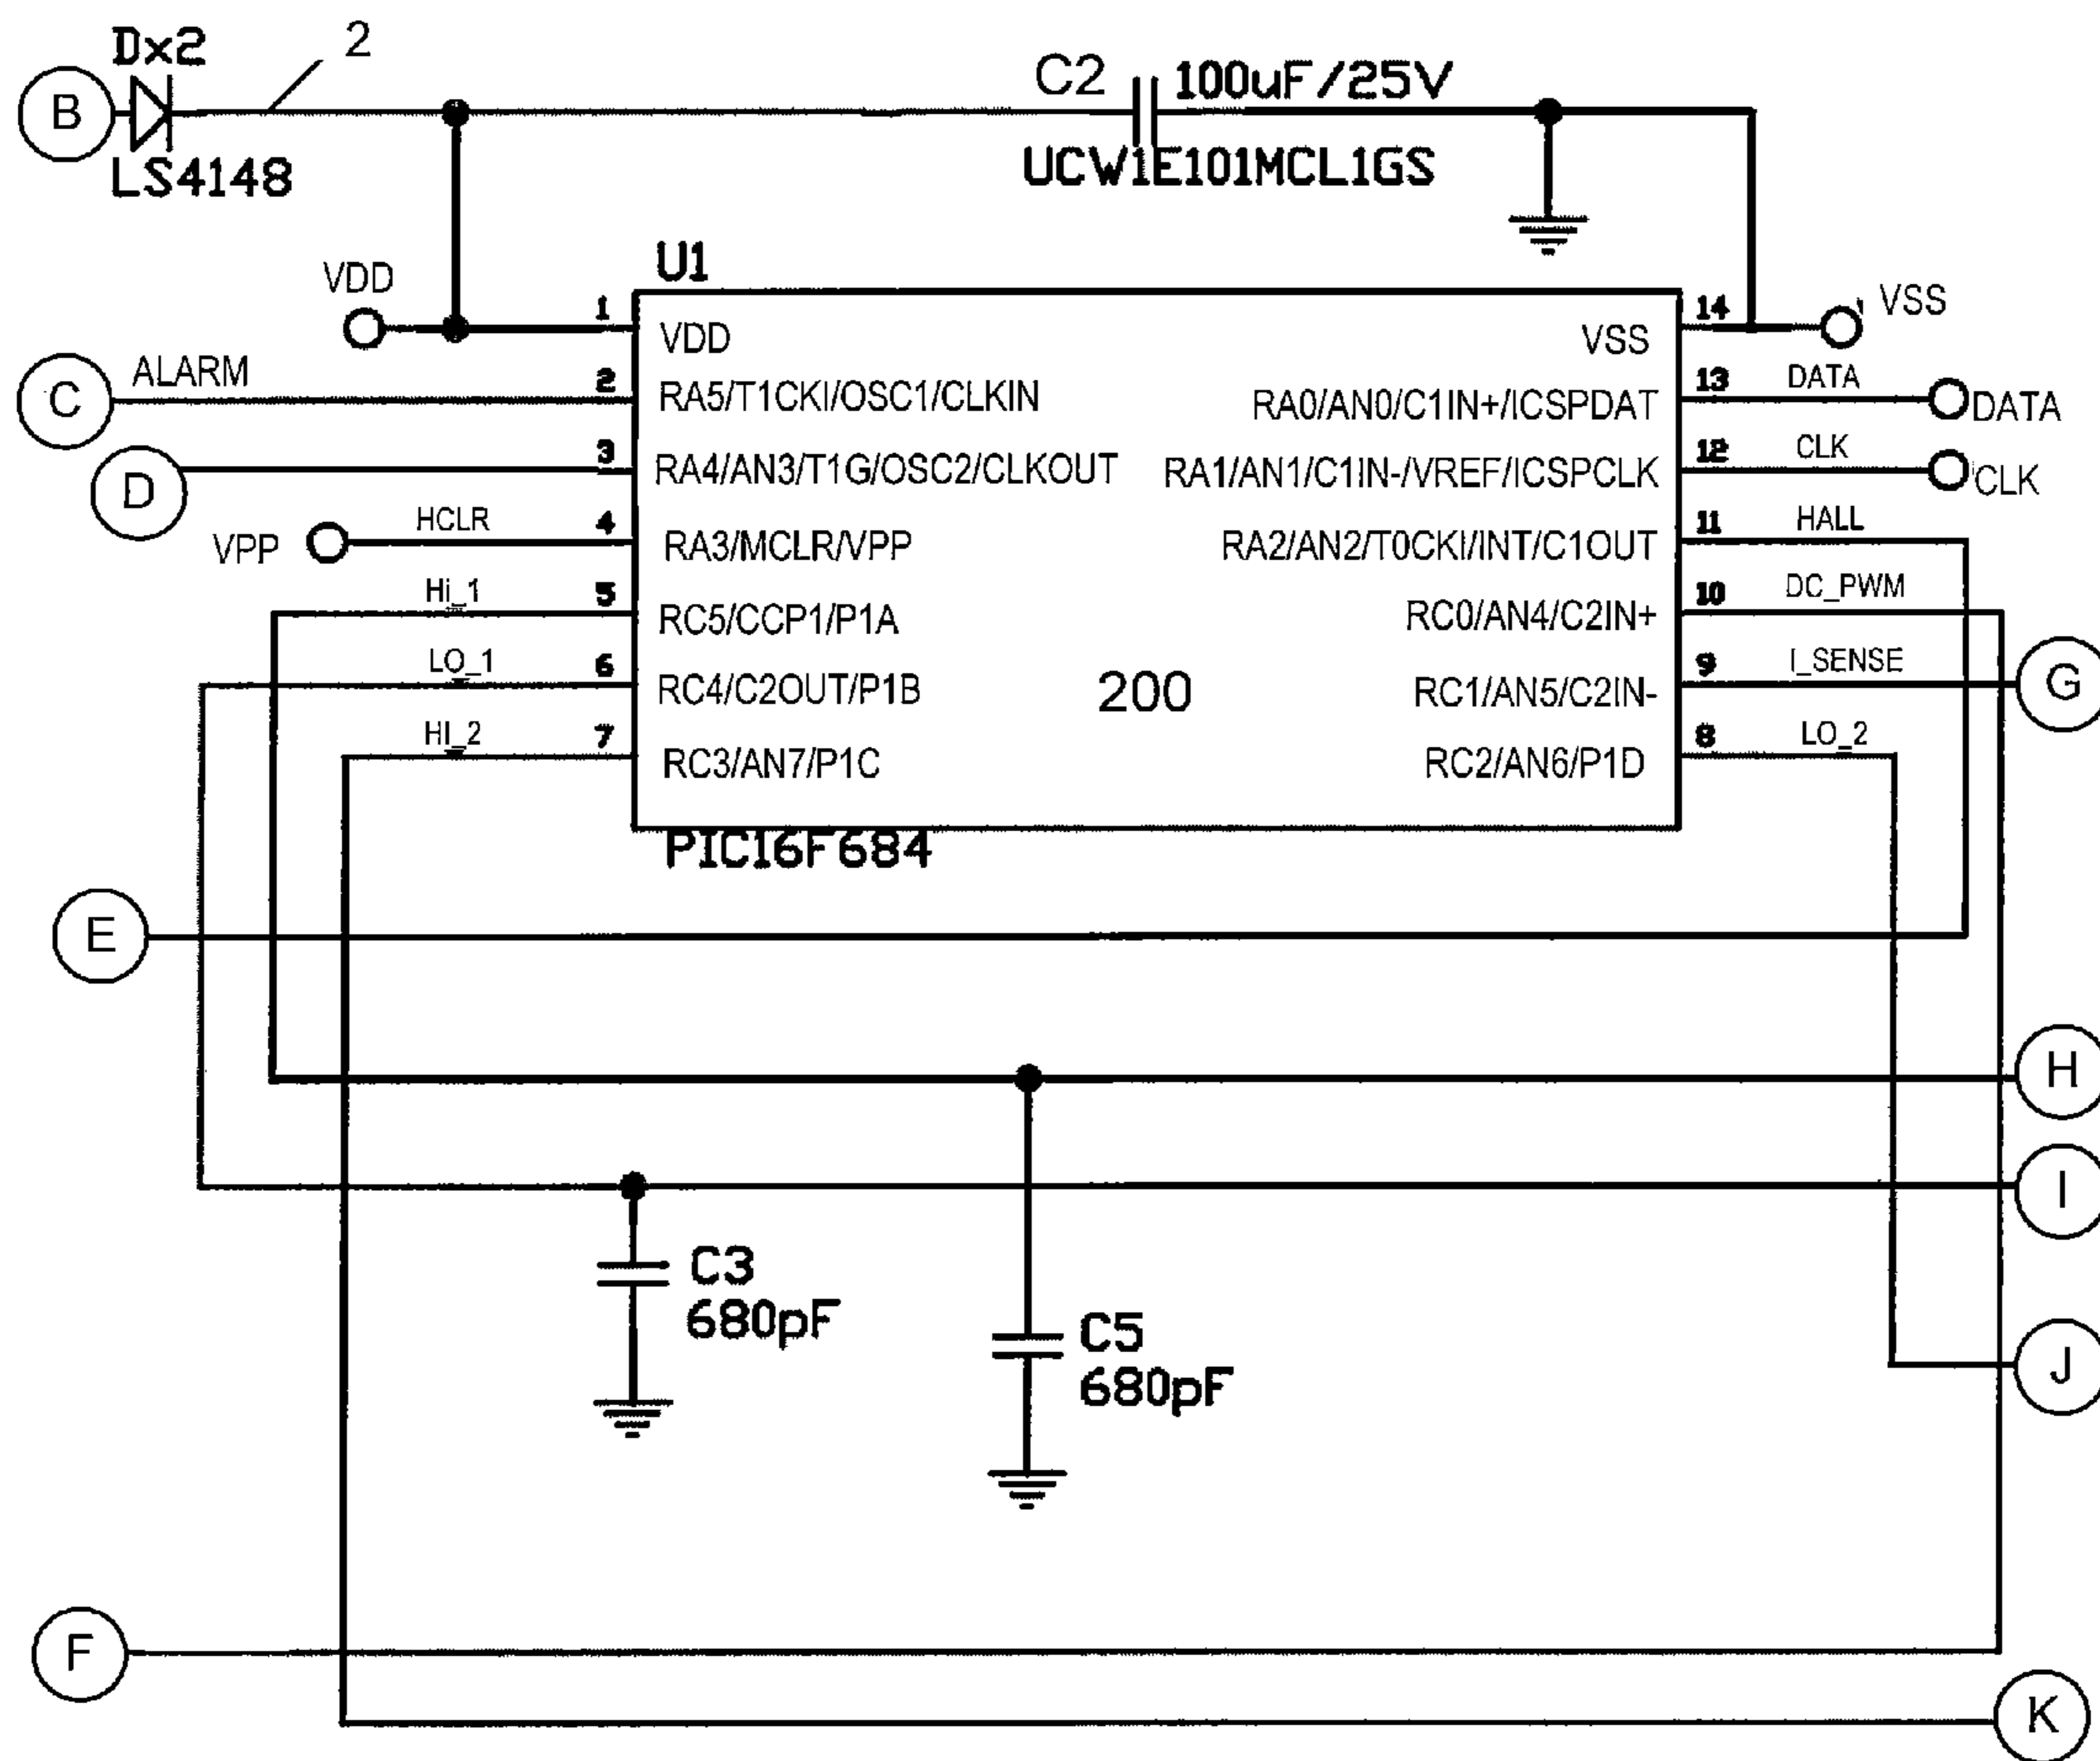 Dx2
2
B
LS4148
C2
100uF/25V
UCW1E101MCL1GS
U1
VDD
1
VDD
VSS
14
VSS
C
ALARM
2
RA5/T1CKI/OSC1/CLKIN
RA0/AN0/C1IN+/ICSPDAT
13
DATA
DATA
D
3
RA4/AN3/T1G/OSC2/CLKOUT
RA1/AN1/C1IN-/VREF/ICSPCLK
12
CLK
CLK
VPP
HCLR
4
RA3/MCLR/VPP
RA2/AN2/T0CKI/INT/C1OUT
11
HALL
Hi_1
5
RC5/CCP1/P1A
RC0/AN4/C2IN+
10
DC_PWM
LO_1
6
RC4/C2OUT/P1B
200
RC1/AN5/C2IN-
9
I_SENSE
G
HI_2
7
RC3/AN7/P1C
RC2/AN6/P1D
8
LO_2
PIC16F684
E
H
I
C3
680pF
C5
680pF
J
F
K